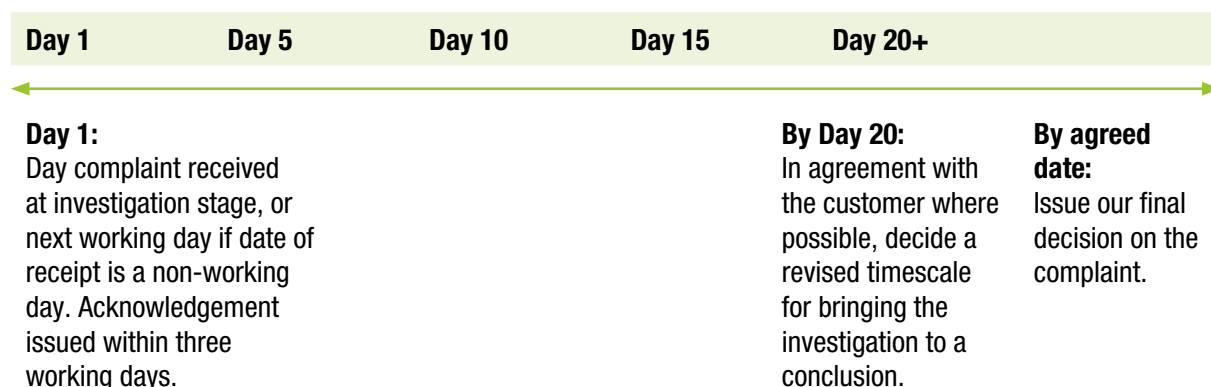 Day 1 Day 5 Day 10 Day 15 Day 20+
Day 1:
Day complaint received
at investigation stage, or
next working day if date of
receipt is a non-working
day. Acknowledgement
issued within three
working days.
By Day 20:
In agreement with
the customer where
possible, decide a
revised timescale
for bringing the
investigation to a
conclusion.
By agreed
date:
Issue our final
decision on the
complaint.